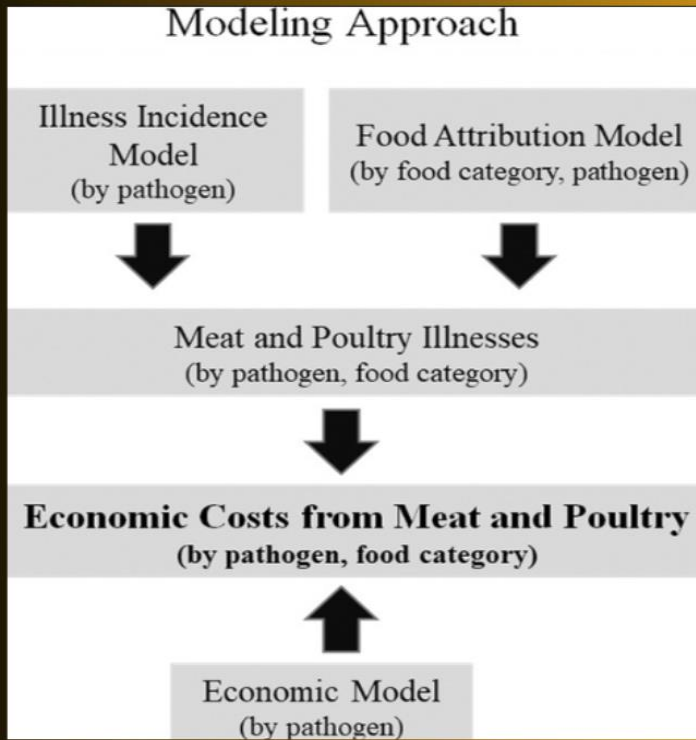 Modeling Approach
Illness Incidence
Model
(by pathogen)
Food Attribution Model
(by food category, pathogen)
Meat and Poultry Illnesses
(by pathogen, food category)
Economic Costs from Meat and Poultry
(by pathogen, food category)
Economic Model
(by pathogen)